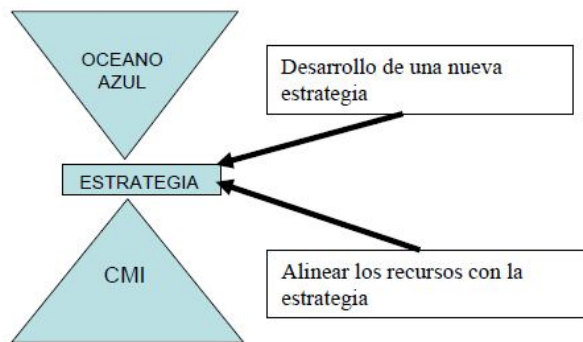 OCEANO
AZUL
Desarrollo de una nueva
estrategia
ESTRATEGIA
CMI
Alinear los recursos con la
estrategia